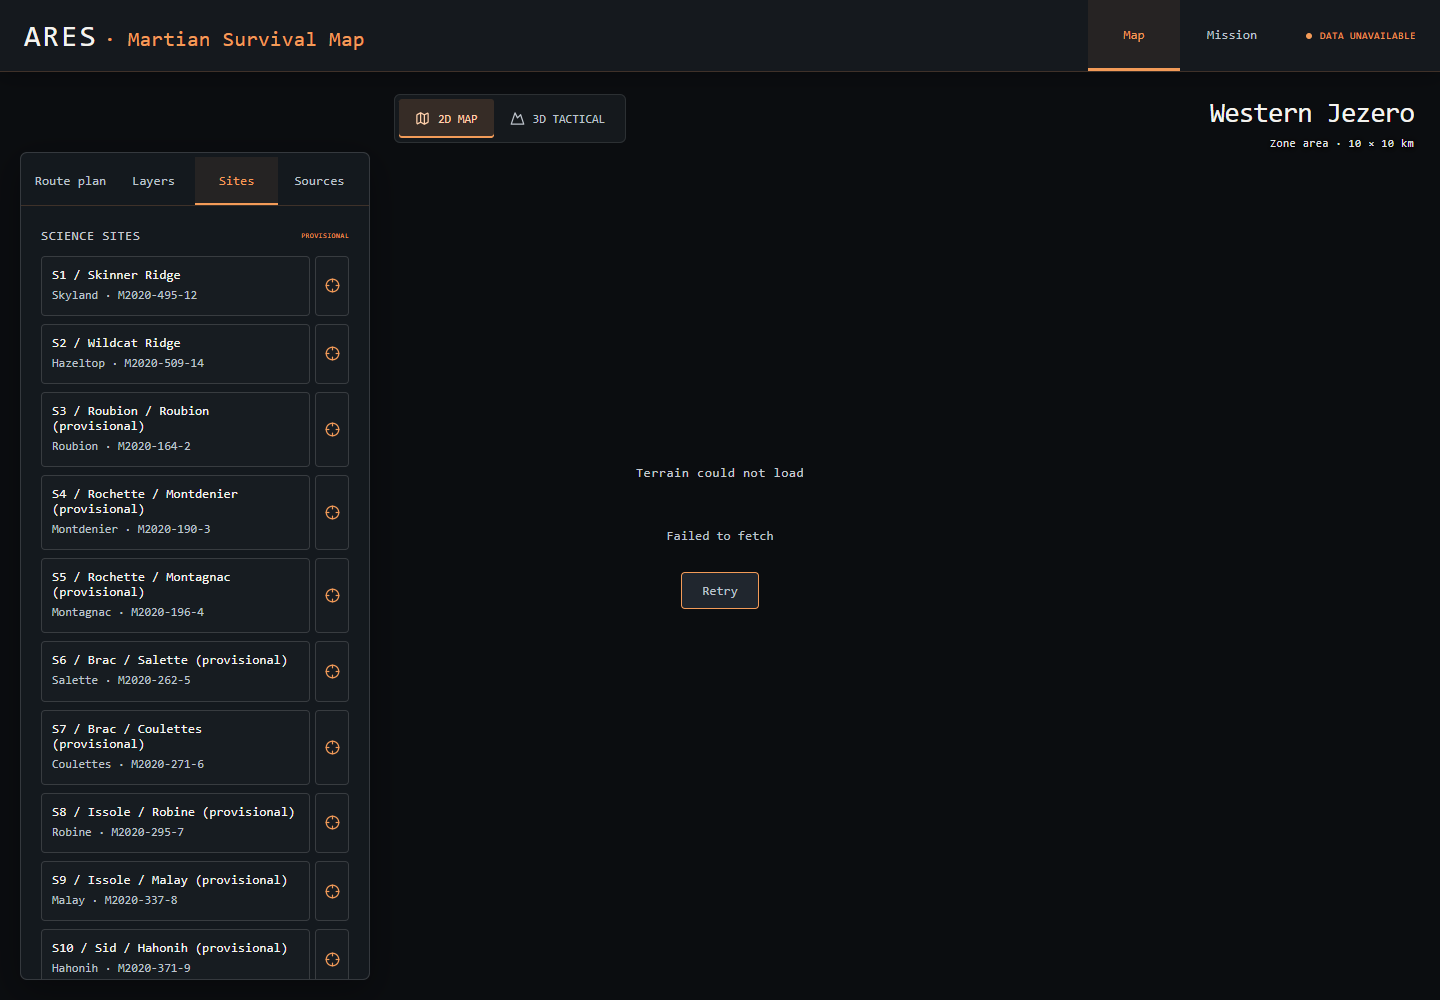 ARES · Martian Survival Map
Map
Mission
DATA UNAVAILABLE
2D MAP
3D TACTICAL
Western Jezero
Zone area · 10 × 10 km
Route plan
Layers
Sites
Sources
SCIENCE SITES
PROVISIONAL
S1 / Skinner Ridge
Skyland · M2020-495-12
S2 / Wildcat Ridge
Hazeltop · M2020-509-14
S3 / Roubion / Roubion
(provisional)
Roubion · M2020-164-2
S4 / Rochette / Montdenier
(provisional)
Montdenier · M2020-190-3
S5 / Rochette / Montagnac
(provisional)
Montagnac · M2020-196-4
S6 / Brac / Salette (provisional)
Salette · M2020-262-5
S7 / Brac / Coulettes
(provisional)
Coulettes · M2020-271-6
S8 / Issole / Robine (provisional)
Robine · M2020-295-7
S9 / Issole / Malay (provisional)
Malay · M2020-337-8
S10 / Sid / Hahonih (provisional)
Hahonih · M2020-371-9
Terrain could not load
Failed to fetch
Retry